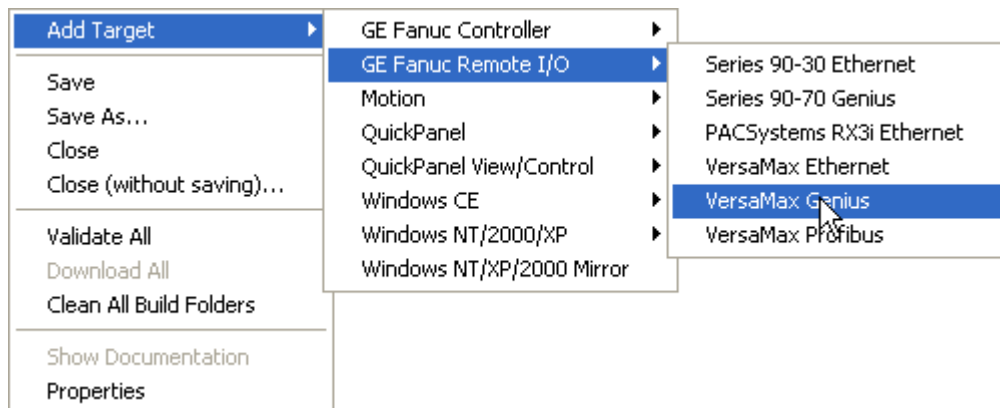 Add Target
Save
Save As...
Close
Close (without saving)...
Validate All
Download All
Clean All Build Folders
Show Documentation
Properties
GE Fanuc Controller
GE Fanuc Remote I/O
Motion
QuickPanel
QuickPanel View/Control
Windows CE
Windows NT/2000/XP
Windows NT/XP/2000 Mirror
Series 90-30 Ethernet
Series 90-70 Genius
PACSystems RX3i Ethernet
VersaMax Ethernet
VersaMax Genius
VersaMax Profibus